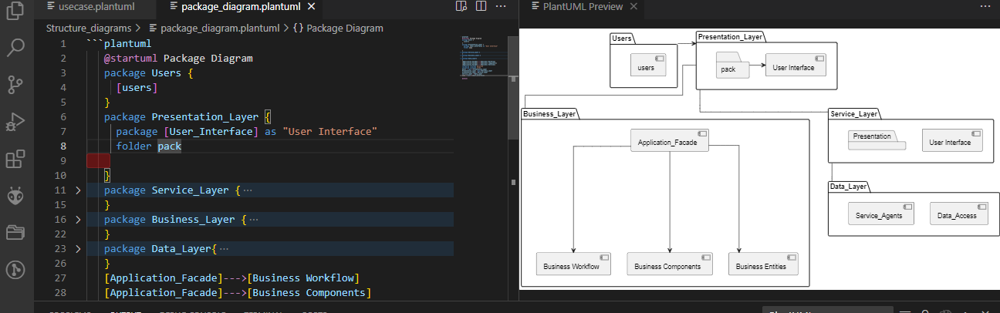 usecase.plantuml
package_diagram.plantuml
PlantUML Preview
Structure_diagrams > package_diagram.plantuml > {} Package Diagram
1 ```plantuml
2 @startuml Package Diagram
3 package Users {
4 [users]
5 }
6 package Presentation_Layer {
7 package [User_Interface] as "User Interface"
8 folder pack
9
10 }
11 package Service_Layer { ...
15 }
16 package Business_Layer { ...
22 }
23 package Data_Layer{ ...
26 }
27 [Application_Facade]--->[Business Workflow]
28 [Application_Facade]--->[Business Components]
Users
users
Presentation_Layer
pack
User Interface
Business_Layer
Application_Facade
Business Workflow
Business Components
Business Entities
Service_Layer
Presentation
User Interface
Data_Layer
Service_Agents
Data_Access